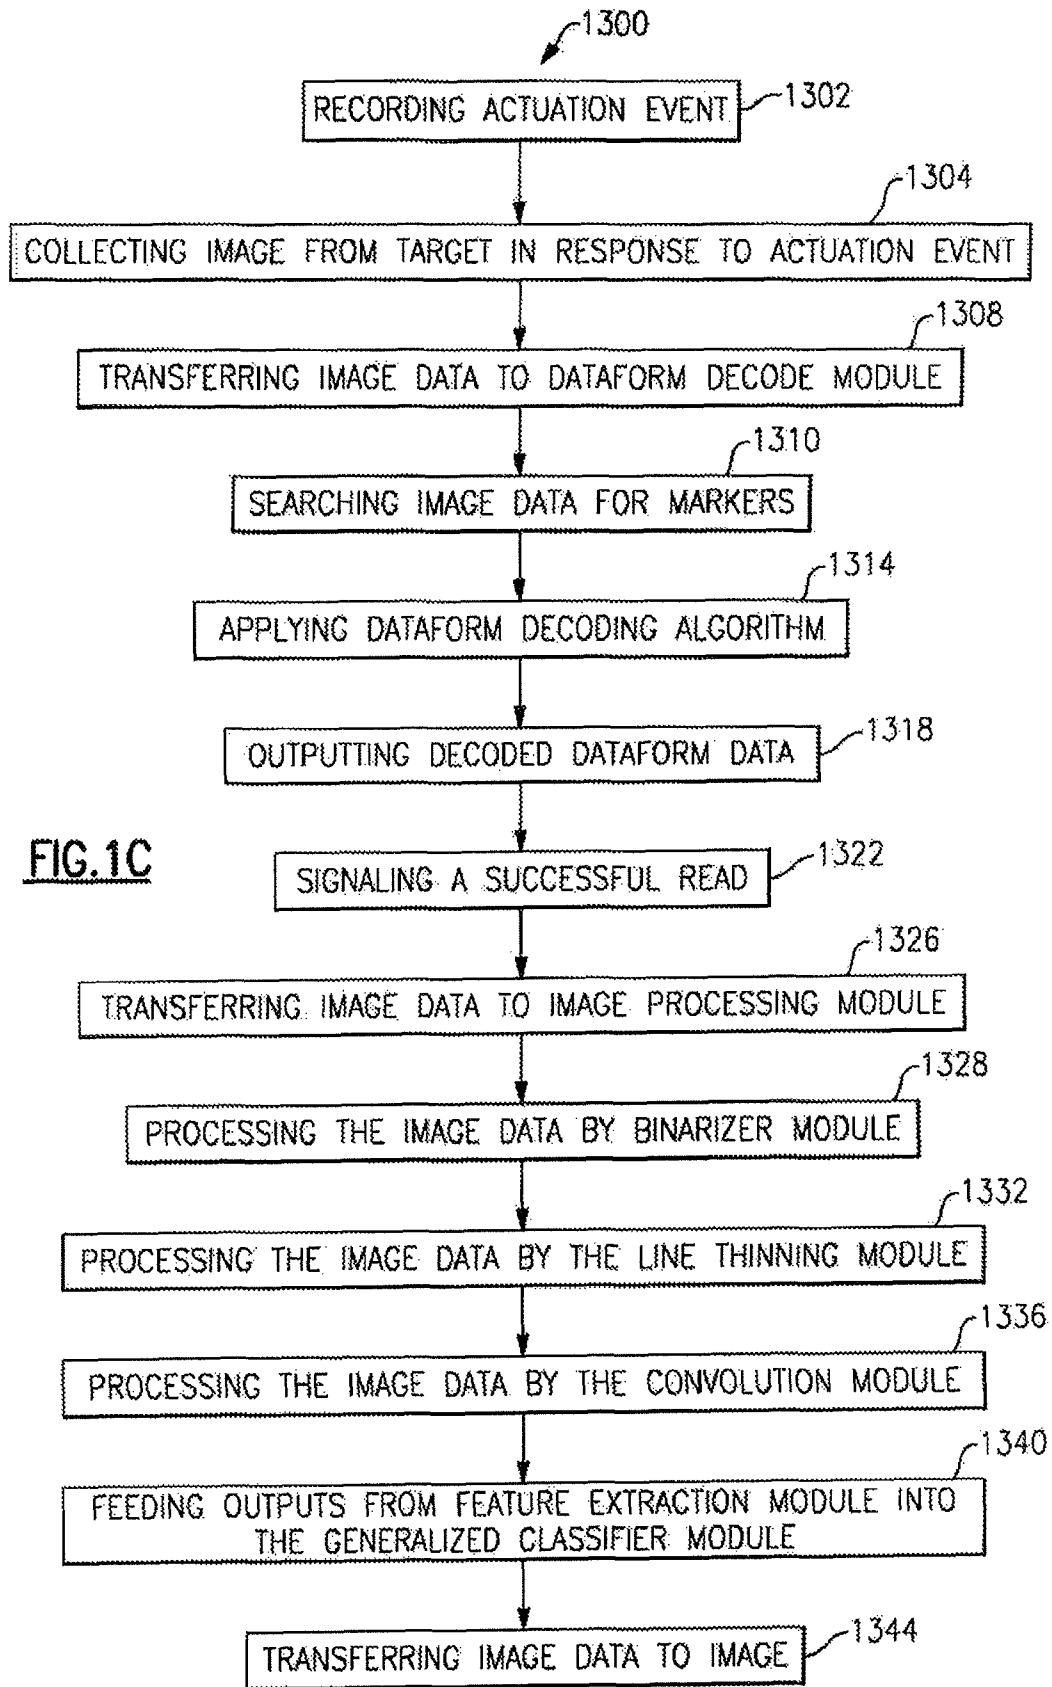 1300
RECORDING ACTUATION EVENT
1302
1304
COLLECTING IMAGE FROM TARGET IN RESPONSE TO ACTUATION EVENT
1308
TRANSFERRING IMAGE DATA TO DATAFORM DECODE MODULE
1310
SEARCHING IMAGE DATA FOR MARKERS
1314
APPLYING DATAFORM DECODING ALGORITHM
1318
OUTPUTTING DECODED DATAFORM DATA
FIG.1C
1322
SIGNALING A SUCCESSFUL READ
1326
TRANSFERRING IMAGE DATA TO IMAGE PROCESSING MODULE
1328
PROCESSING THE IMAGE DATA BY BINARIZER MODULE
1332
PROCESSING THE IMAGE DATA BY THE LINE THINNING MODULE
1336
PROCESSING THE IMAGE DATA BY THE CONVOLUTION MODULE
1340
FEEDING OUTPUTS FROM FEATURE EXTRACTION MODULE INTO
THE GENERALIZED CLASSIFIER MODULE
1344
TRANSFERRING IMAGE DATA TO IMAGE